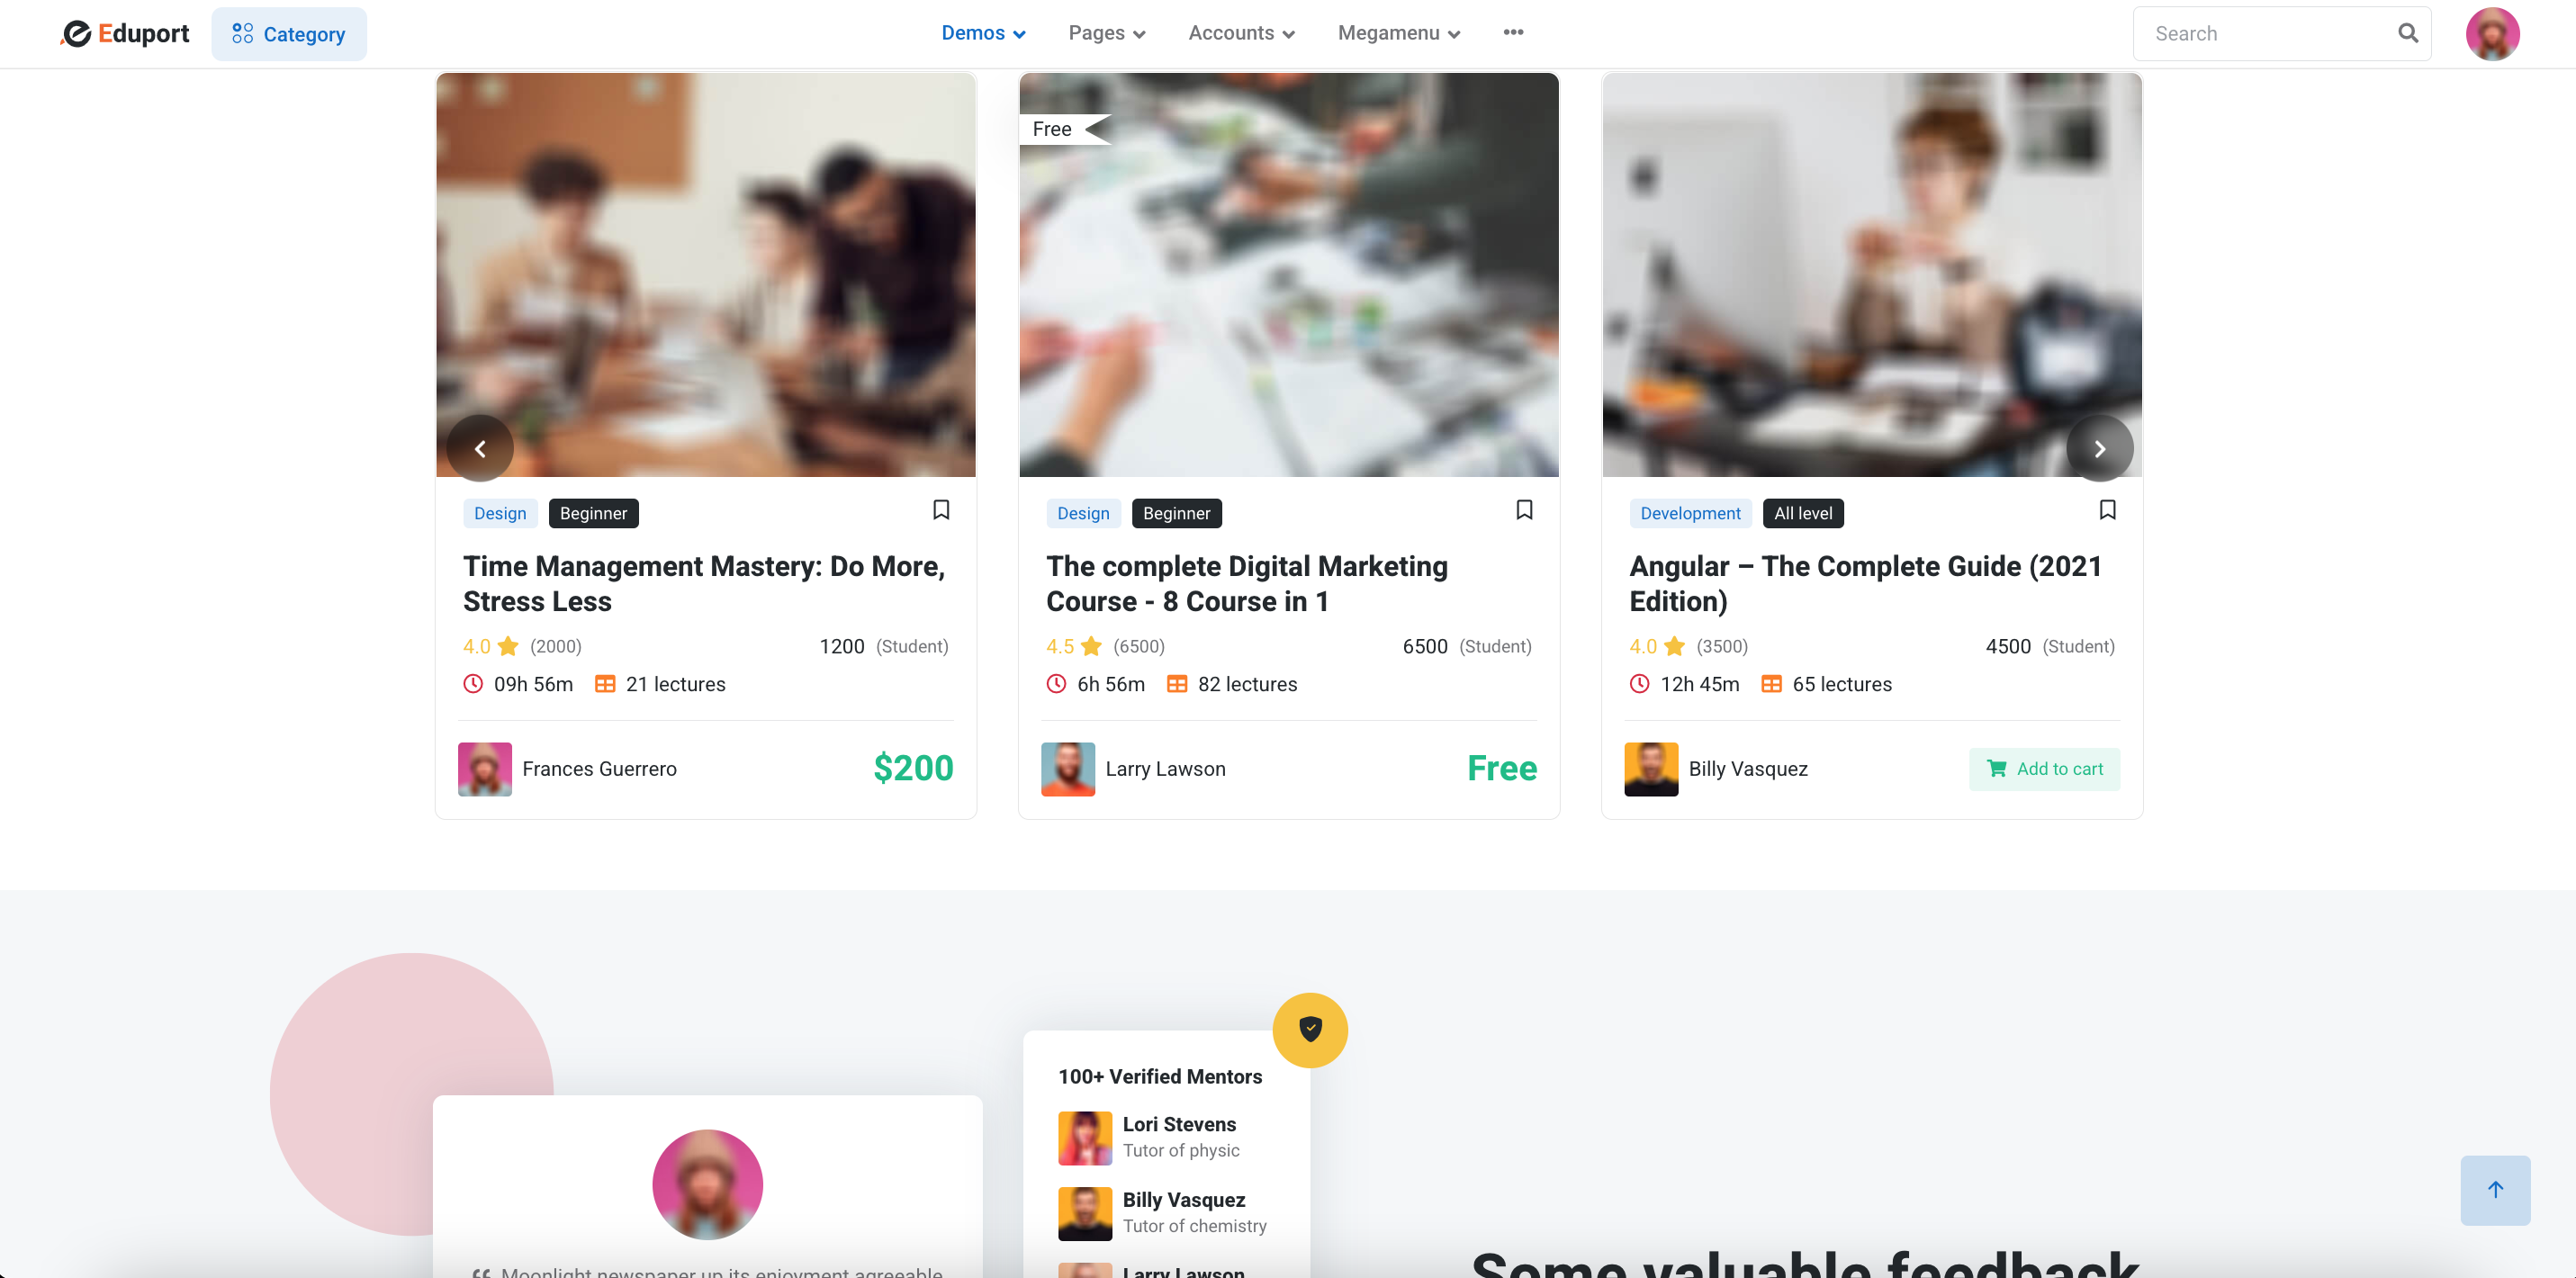 Eduport
Category
Demos
Pages
Accounts
Megamenu
Search
Free
Design
Beginner
Time Management Mastery: Do More,
Stress Less
4.0 (2000)
1200 (Student)
09h 56m
21 lectures
Frances Guerrero
$200
Design
Beginner
The complete Digital Marketing
Course - 8 Course in 1
4.5 (6500)
6500 (Student)
6h 56m
82 lectures
Larry Lawson
Free
Development
All level
Angular – The Complete Guide (2021
Edition)
4.0 (3500)
4500 (Student)
12h 45m
65 lectures
Billy Vasquez
Add to cart
100+ Verified Mentors
Lori Stevens
Tutor of physic
Billy Vasquez
Tutor of chemistry
Larry Lawson
Moonlight newspaper up its enjoyment agreeable
Some valuable feedback